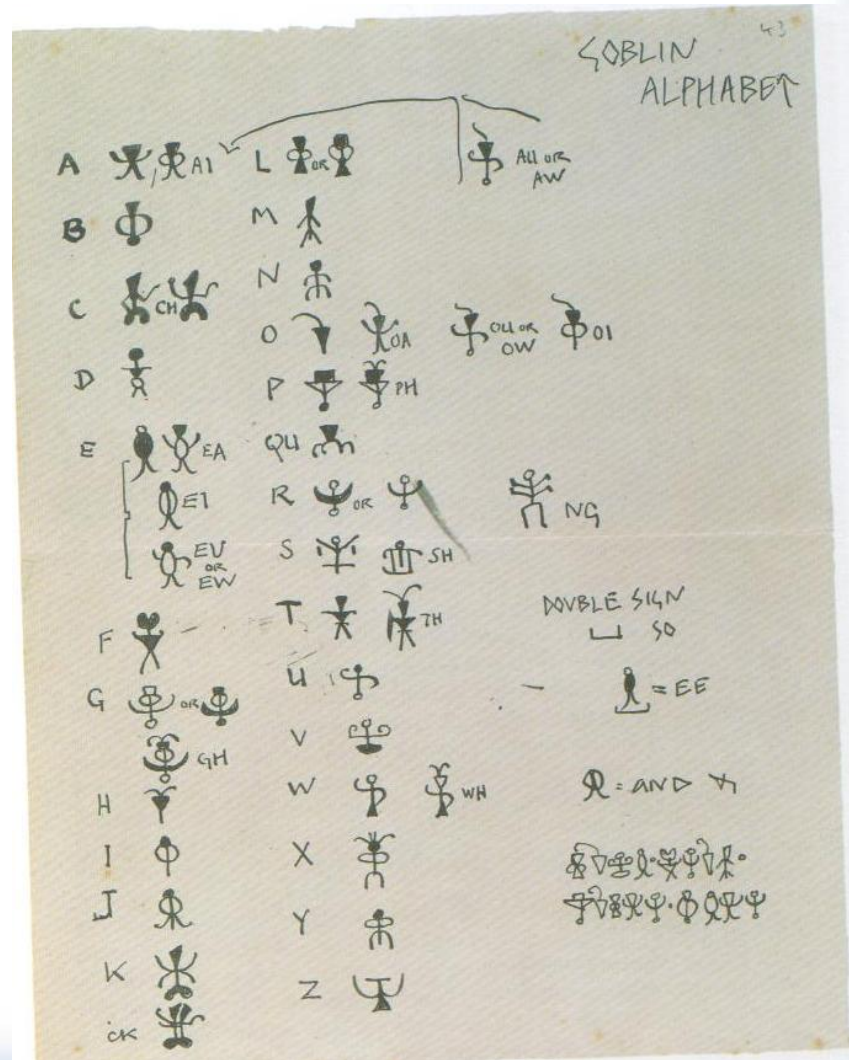 43
GOBLIN
ALPHABET
A , AI L OR ALL OR
AW
B M
C CH N
O OA OU OR
OW OI
D P PH
E EA QU
EI R OR NG
EU
OR
EW S SH
T TH DOUBLE SIGN
SO
F
U = EE
G OR
GH V
H W WH = AND
I X
J Y
K Z
CK